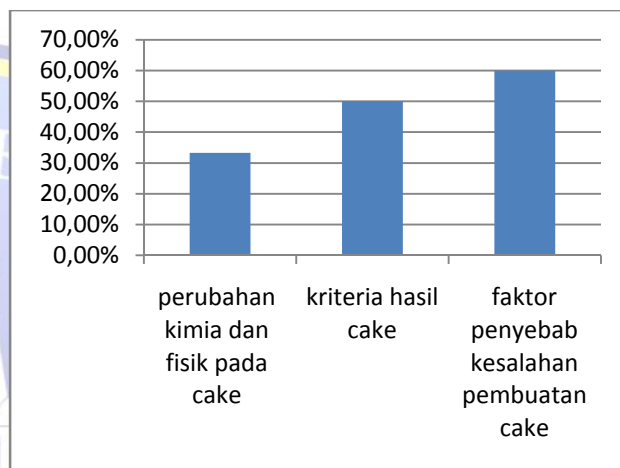 70,00%
60,00%
50,00%
40,00%
30,00%
20,00%
10,00%
0,00%
perubahan
kimia dan
fisik pada
cake
kriteria hasil
cake
faktor
penyebab
kesalahan
pembuatan
cake